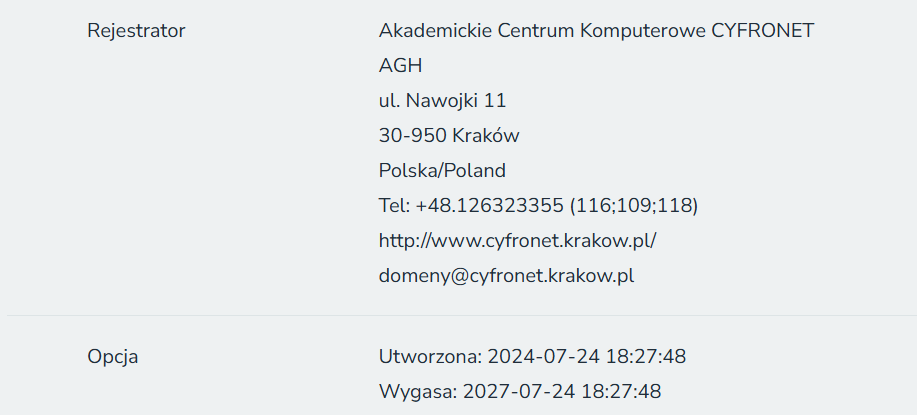 Rejestrator
Akademickie Centrum Komputerowe CYFRONET
AGH
ul. Nawojki 11
30-950 Kraków
Polska/Poland
Tel: +48.126323355 (116;109;118)
http://www.cyfronet.krakow.pl/
domeny@cyfronet.krakow.pl
Opcja
Utworzona: 2024-07-24 18:27:48
Wygasa: 2027-07-24 18:27:48